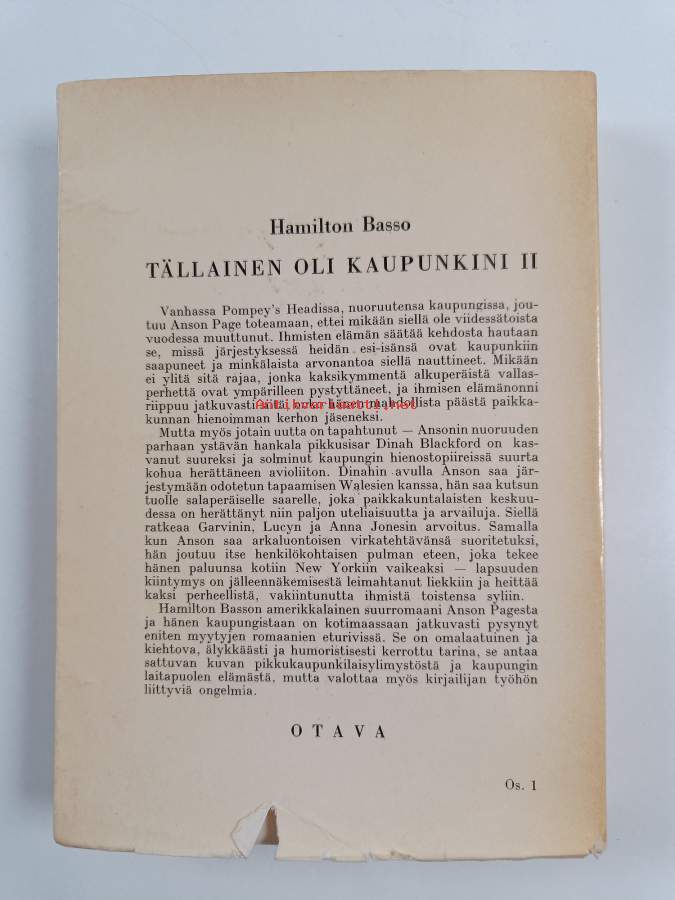 Hamilton Basso
TÄLLAINEN OLI KAUPUNKINI II
Vanhassa Pompey's Headissa, nuoruutensa kaupungissa, jou-
tuu Anson Page toteamaan, ettei mikään siellä ole viidessätoista
vuodessa muuttunut. Ihmisten elämän säätää kehdosta hautaan
se, missä järjestyksessä heidän esi-isänsä ovat kaupunkiin
saapuneet ja minkälaista arvonantoa siellä nauttineet. Mikään
ei ylitä sitä rajaa, jonka kaksikymmentä alkuperäistä vallas-
perhettä ovat ympärilleen pystyttäneet, ja ihmisen elämänonni
riippuu jatkuvasti siitä, onko hänen mahdollista päästä paikka-
Antikvariaatti.net
kunnan hienoimman kerhon jäseneksi.
Mutta myös jotain uutta on tapahtunut — Ansonin nuoruuden
parhaan ystävän hankala pikkusisar Dinah Blackford on kas-
vanut suureksi ja solminut kaupungin hienostopiireissä suurta
kohua herättäneen avioliiton. Dinahin avulla Anson saa jär-
jestymään odotetun tapaamisen Walesien kanssa, hän saa kutsun
tuolle salaperäiselle saarelle, joka paikkakuntalaisten keskuu-
dessa on herättänyt niin paljon uteliaisuutta ja arvailuja. Siellä
ratkeaa Garvinin, Lucyn ja Anna Jonesin arvoitus. Samalla
kun Anson saa arkaluontoisen virkatehtävänsä suoritetuksi,
hän joutuu itse henkilökohtaisen pulman eteen, joka tekee
hänen paluunsa kotiin New Yorkiin vaikeaksi — lapsuuden
kiintymys on jälleennäkemisestä leimahtanut liekkiin ja heittää
kaksi perheellistä, vakiintunutta ihmistä toistensa syliin.
Hamilton Basson amerikkalainen suurromaani Anson Pagesta
ja hänen kaupungistaan on kotimaassaan jatkuvasti pysynyt
eniten myytyjen romaanien eturivissä. Se on omalaatuinen ja
kiehtova, älykkäästi ja humoristisesti kerrottu tarina, se antaa
sattuvan kuvan pikkukaupunkilaisylimystöstä ja kaupungin
laitapuolen elämästä, mutta valottaa myös kirjailijan työhön
liittyviä ongelmia.
OTAVA
Os. 1